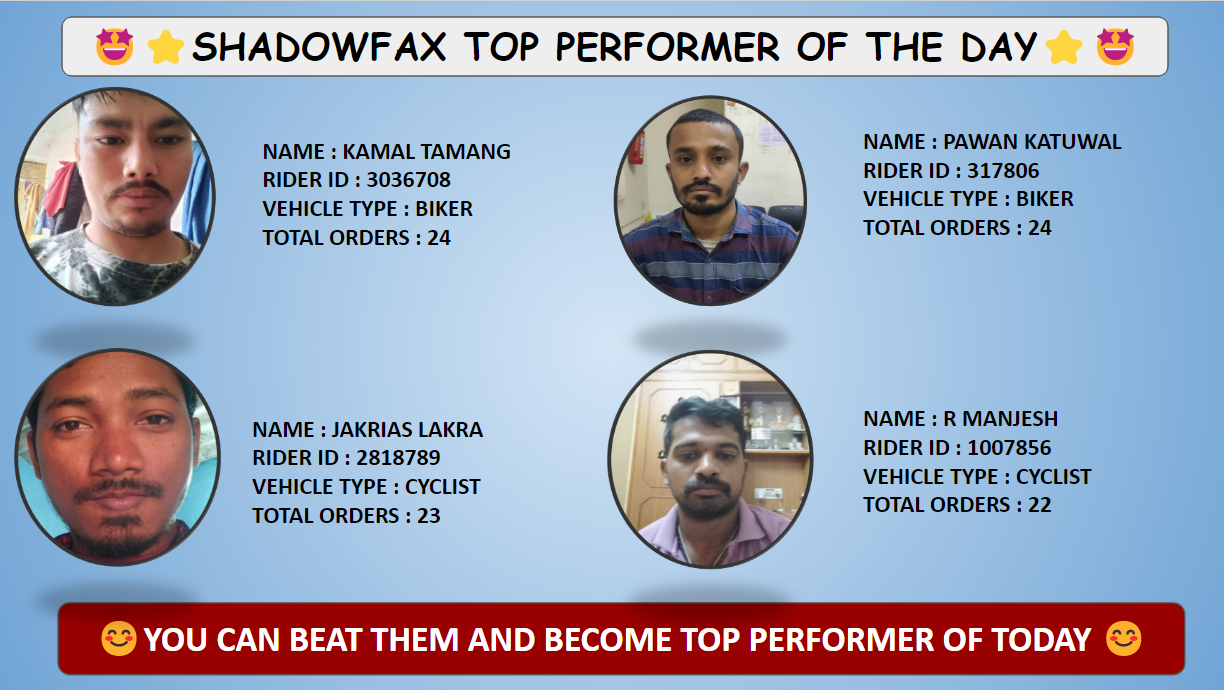 SHADOWFAX TOP PERFORMER OF THE DAY
NAME : KAMAL TAMANG
RIDER ID : 3036708
VEHICLE TYPE : BIKER
TOTAL ORDERS : 24
NAME : PAWAN KATUWAL
RIDER ID : 317806
VEHICLE TYPE : BIKER
TOTAL ORDERS : 24
NAME : JAKRIAS LAKRA
RIDER ID : 2818789
VEHICLE TYPE : CYCLIST
TOTAL ORDERS : 23
NAME : R MANJESH
RIDER ID : 1007856
VEHICLE TYPE : CYCLIST
TOTAL ORDERS : 22
YOU CAN BEAT THEM AND BECOME TOP PERFORMER OF TODAY